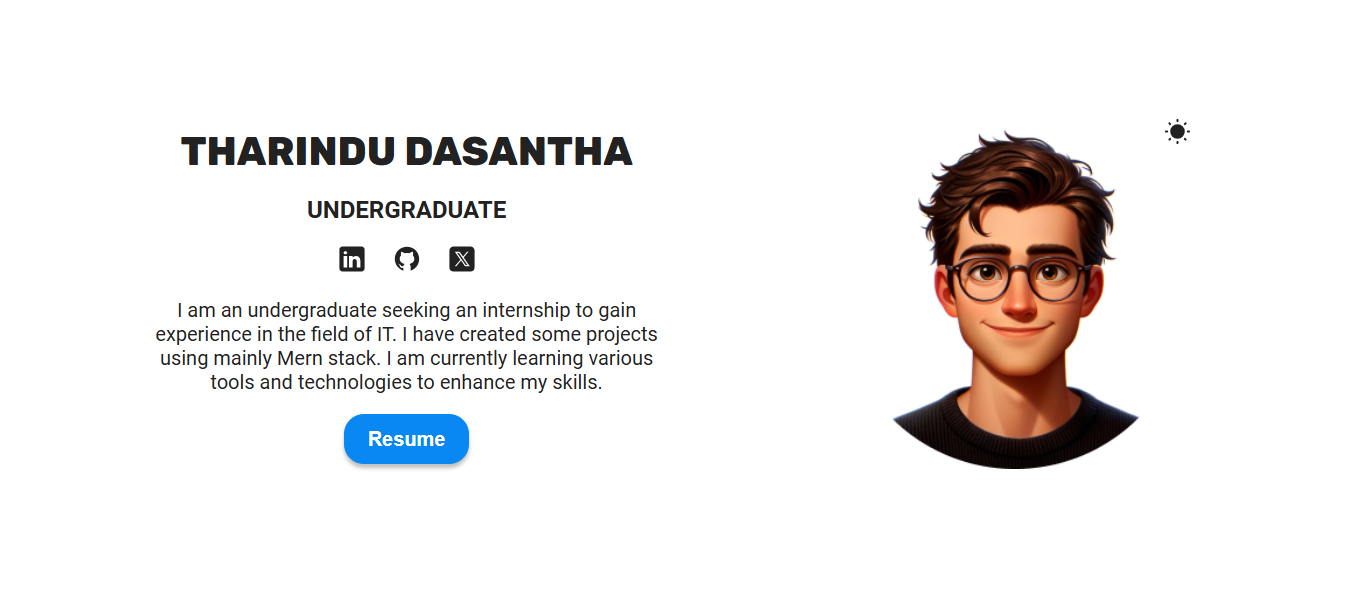 THARINDU DASANTHA
UNDERGRADUATE
in
X
I am an undergraduate seeking an internship to gain
experience in the field of IT. I have created some projects
using mainly Mern stack. I am currently learning various
tools and technologies to enhance my skills.
Resume